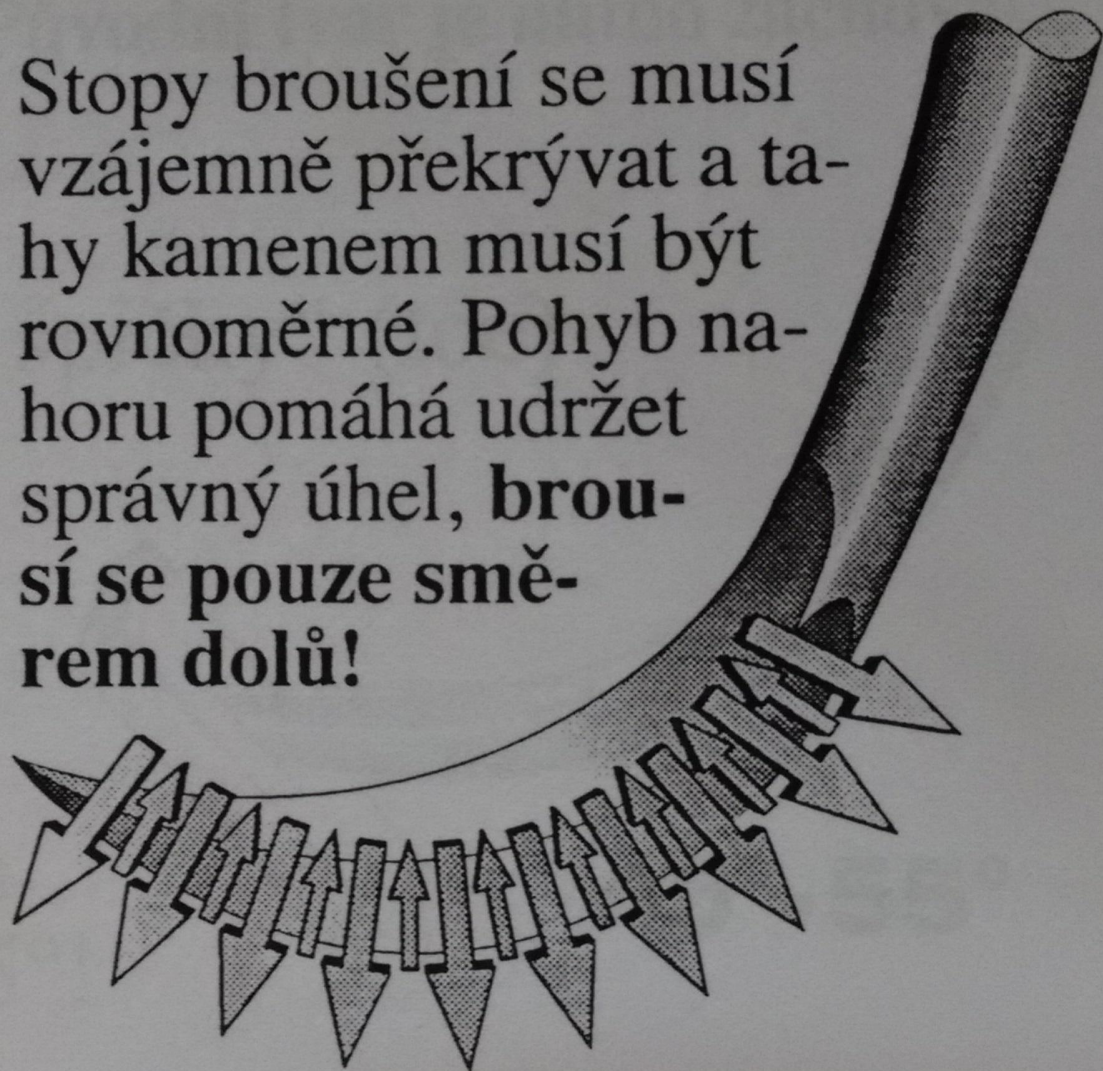 Stopy broušení se musí
vzájemně překrývat a ta-
hy kamenem musí být
rovnoměrné. Pohyb na-
horu pomáhá udržet
správný úhel, brou-
sí se pouze smě-
rem dolů!